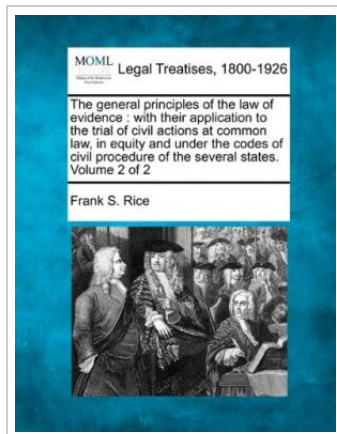 MOML
Legal Treatises, 1800-1926
The general principles of the law of
evidence : with their application to
the trial of civil actions at common
law, in equity and under the codes of
civil procedure of the several states.
Volume 2 of 2
Frank S. Rice